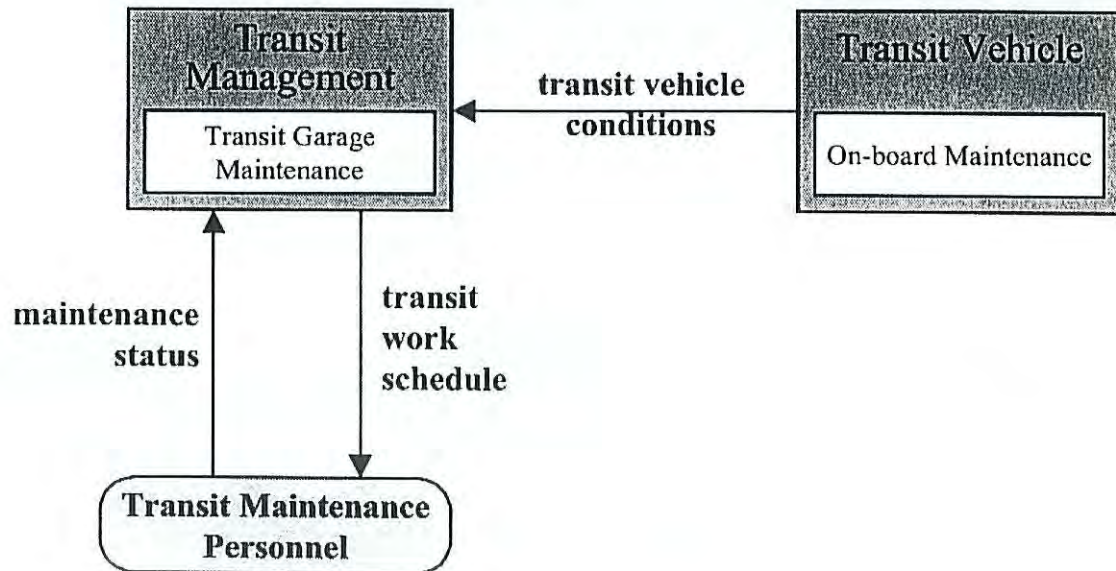 Transit
Management
Transit Garage
Maintenance
transit vehicle
conditions
Transit Vehicle
On-board Maintenance
maintenance
status
transit
work
schedule
Transit Maintenance
Personnel